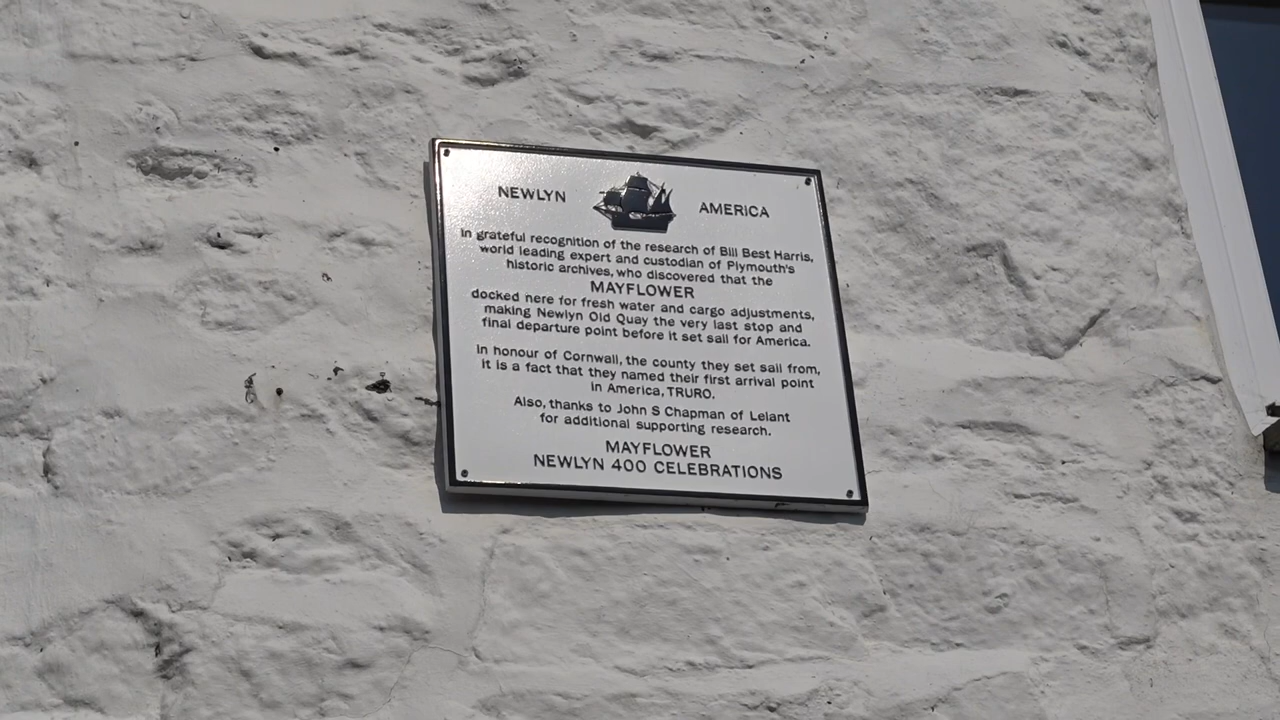 NEWLYN AMERICA
In grateful recognition of the research of Bill Best Harris,
world leading expert and custodian of Plymouth's
historic archives, who discovered that the
MAYFLOWER
docked here for fresh water and cargo adjustments,
making Newlyn Old Quay the very last stop and
final departure point before it set sail for America.
In honour of Cornwall, the county they set sail from,
it is a fact that they named their first arrival point
in America, TRURO.
Also, thanks to John S Chapman of Lelant
for additional supporting research.
MAYFLOWER
NEWLYN 400 CELEBRATIONS